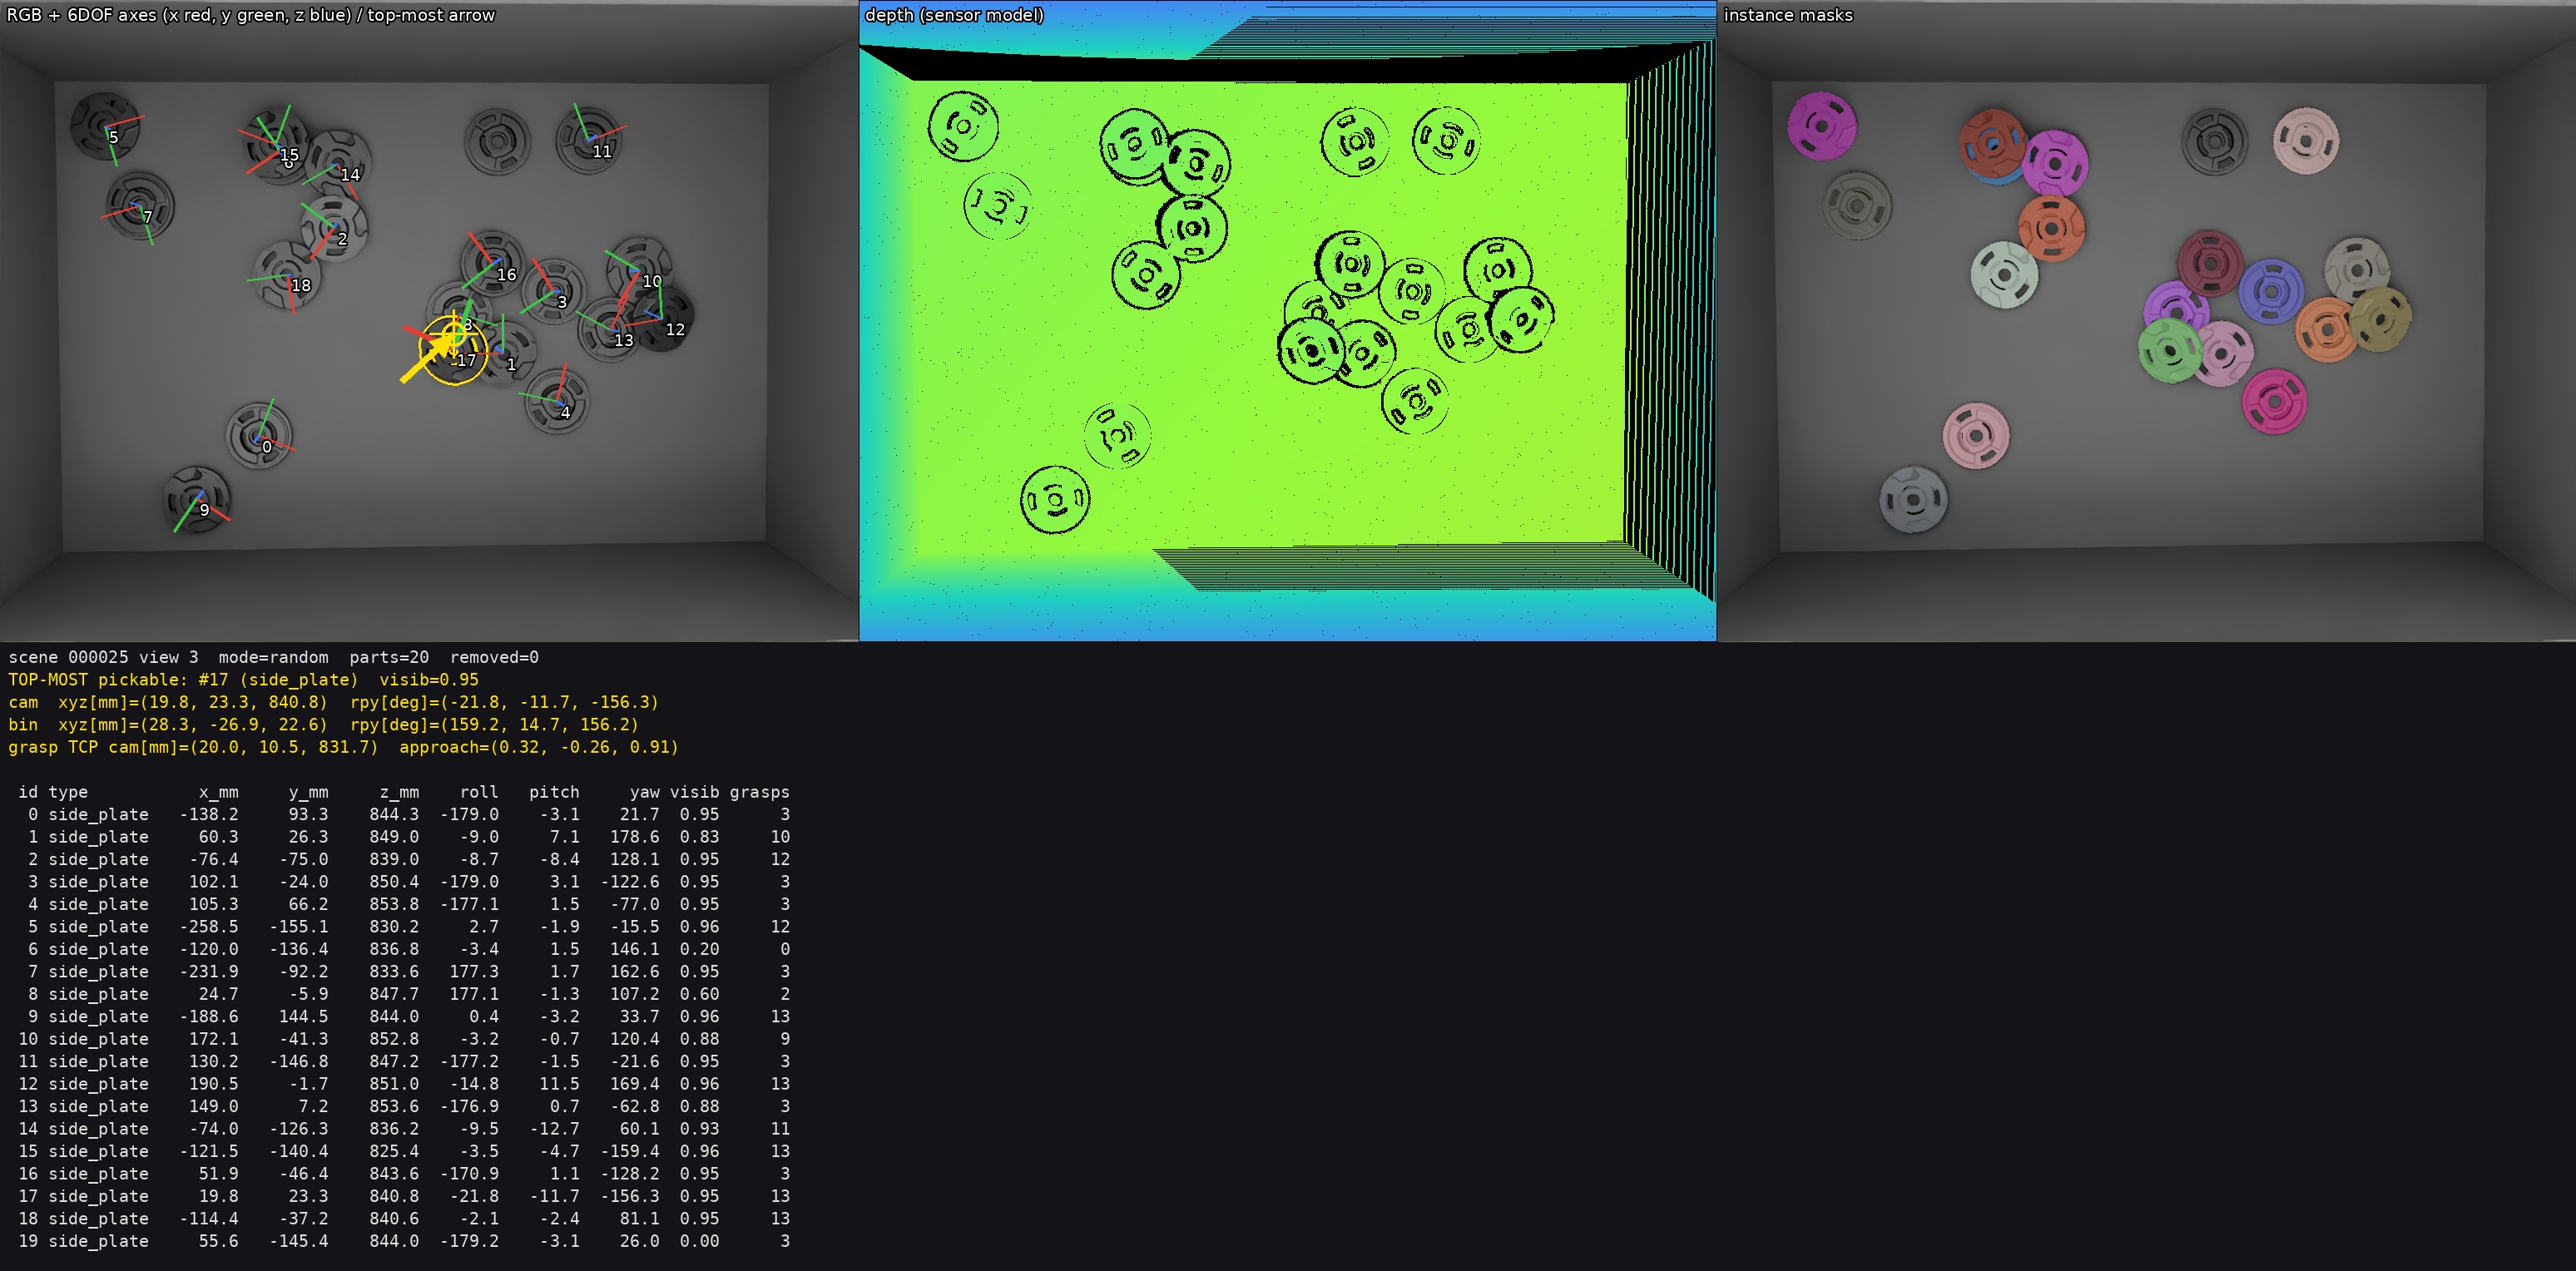 RGB + 6DOF axes (x red, y green, z blue) / top-most arrow
depth (sensor model)
instance masks
5
15
6
14
11
7
2
18
16
3
10
8
13
12
17
1
4
0
9
scene 000025 view 3 mode=random parts=20 removed=0
TOP-MOST pickable: #17 (side_plate) visib=0.95
cam xyz[mm]=(19.8, 23.3, 840.8) rpy[deg]=(-21.8, -11.7, -156.3)
bin xyz[mm]=(28.3, -26.9, 22.6) rpy[deg]=(159.2, 14.7, 156.2)
grasp TCP cam[mm]=(20.0, 10.5, 831.7) approach=(0.32, -0.26, 0.91)
id type x_mm y_mm z_mm roll pitch yaw visib grasps
0 side_plate -138.2 93.3 844.3 -179.0 -3.1 21.7 0.95 3
1 side_plate 60.3 26.3 849.0 -9.0 7.1 178.6 0.83 10
2 side_plate -76.4 -75.0 839.0 -8.7 -8.4 128.1 0.95 12
3 side_plate 102.1 -24.0 850.4 -179.0 3.1 -122.6 0.95 3
4 side_plate 105.3 66.2 853.8 -177.1 1.5 -77.0 0.95 3
5 side_plate -258.5 -155.1 830.2 2.7 -1.9 -15.5 0.96 12
6 side_plate -120.0 -136.4 836.8 -3.4 1.5 146.1 0.20 0
7 side_plate -231.9 -92.2 833.6 177.3 1.7 162.6 0.95 3
8 side_plate 24.7 -5.9 847.7 177.1 -1.3 107.2 0.60 2
9 side_plate -188.6 144.5 844.0 0.4 -3.2 33.7 0.96 13
10 side_plate 172.1 -41.3 852.8 -3.2 -0.7 120.4 0.88 9
11 side_plate 130.2 -146.8 847.2 -177.2 -1.5 -21.6 0.95 3
12 side_plate 190.5 -1.7 851.0 -14.8 11.5 169.4 0.96 13
13 side_plate 149.0 7.2 853.6 -176.9 0.7 -62.8 0.88 3
14 side_plate -74.0 -126.3 836.2 -9.5 -12.7 60.1 0.93 11
15 side_plate -121.5 -140.4 825.4 -3.5 -4.7 -159.4 0.96 13
16 side_plate 51.9 -46.4 843.6 -170.9 1.1 -128.2 0.95 3
17 side_plate 19.8 23.3 840.8 -21.8 -11.7 -156.3 0.95 13
18 side_plate -114.4 -37.2 840.6 -2.1 -2.4 81.1 0.95 13
19 side_plate 55.6 -145.4 844.0 -179.2 -3.1 26.0 0.00 3